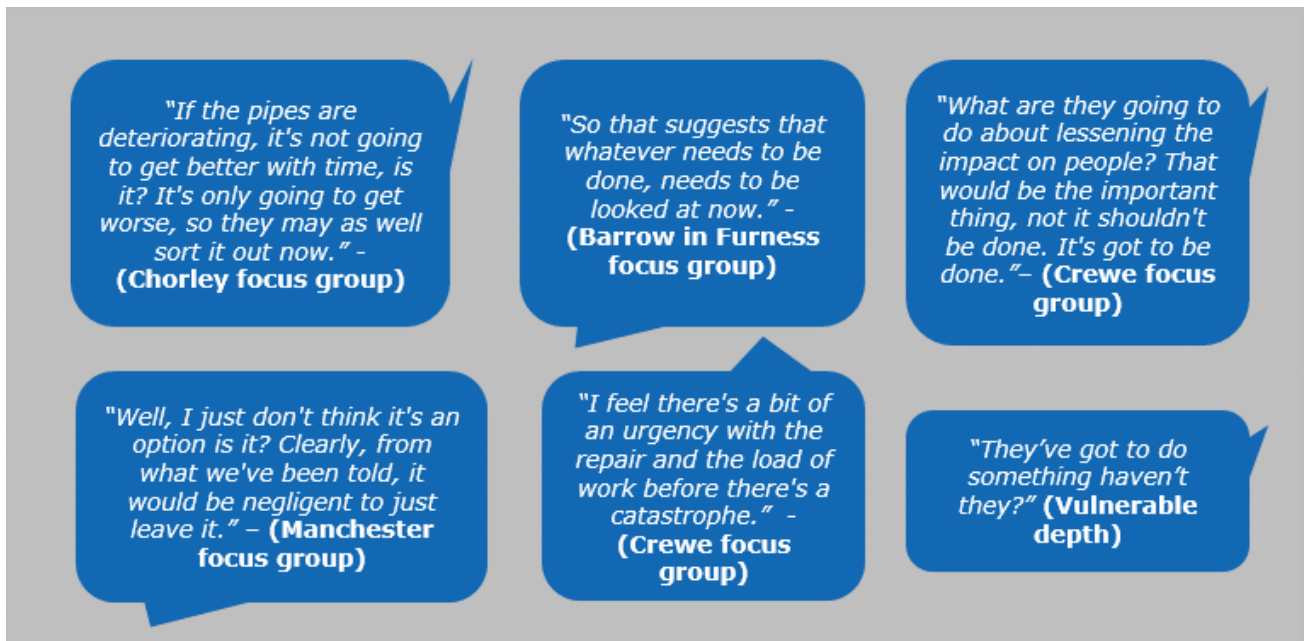 “If the pipes are
deteriorating, it's not going
to get better with time, is
it? It's only going to get
worse, so they may as well
sort it out now.” -
(Chorley focus group)
“So that suggests that
whatever needs to be
done, needs to be
looked at now.” -
(Barrow in Furness
focus group)
“What are they going to
do about lessening the
impact on people? That
would be the important
thing, not it shouldn't
be done. It's got to be
done.”– (Crewe focus
group)
“Well, I just don't think it's an
option is it? Clearly, from
what we've been told, it
would be negligent to just
leave it.” – (Manchester
focus group)
“I feel there's a bit of
an urgency with the
repair and the load of
work before there's a
catastrophe.”  -
(Crewe focus
group)
“They’ve got to do
something haven’t
they?” (Vulnerable
depth)